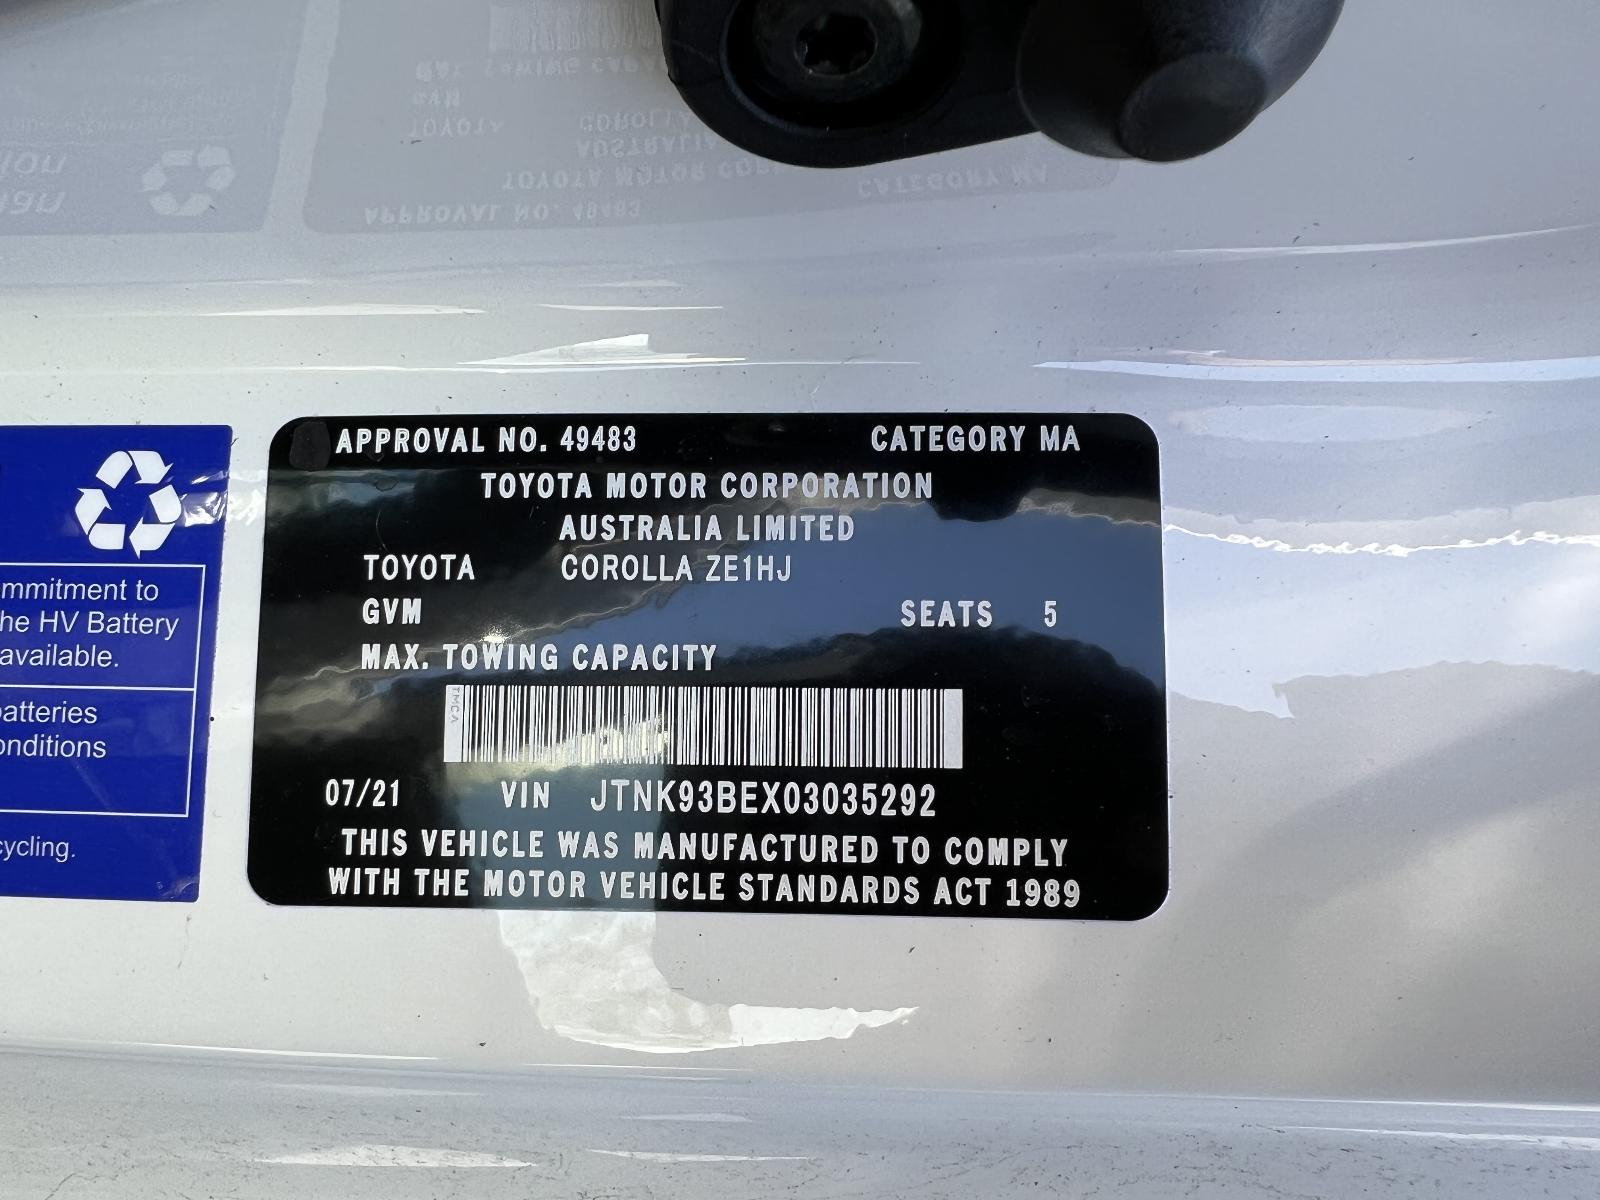 APPROVAL NO. 49483 CATEGORY MA
TOYOTA MOTOR CORPORATION
AUSTRALIA LIMITED
TOYOTA COROLLA ZE1HJ
GVM SEATS 5
MAX. TOWING CAPACITY
TMCA
07/21 VIN JTNK93BEX03035292
THIS VEHICLE WAS MANUFACTURED TO COMPLY
WITH THE MOTOR VEHICLE STANDARDS ACT 1989
mmitment to
he HV Battery
available.
atteries
onditions
cycling.